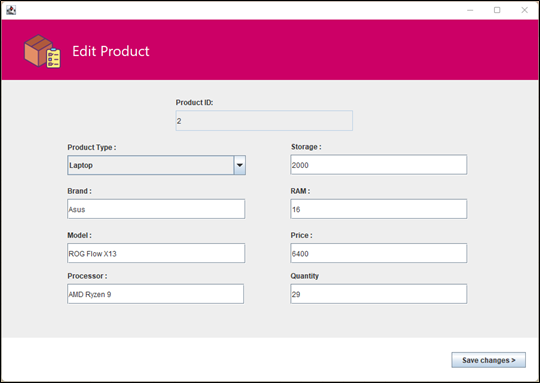 Edit Product
Product ID:
2
Product Type :
Laptop
Storage :
2000
Brand :
Asus
RAM :
16
Model :
ROG Flow X13
Price :
6400
Processor :
AMD Ryzen 9
Quantity
29
Save changes >